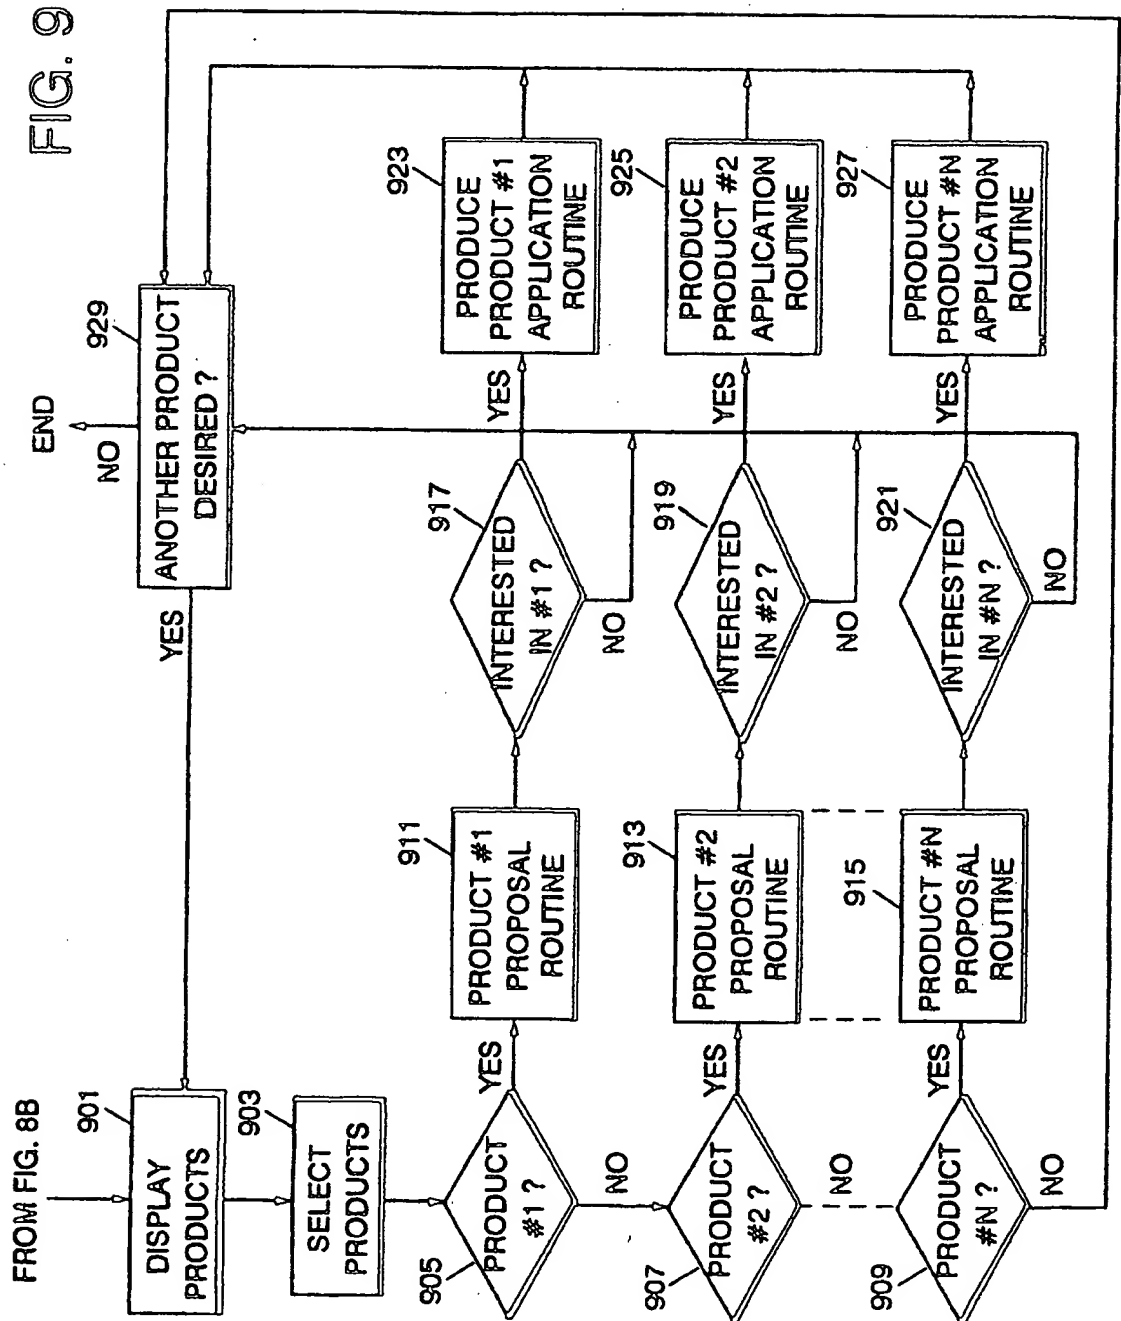 FIG. 9
FROM FIG. 8B
901
DISPLAY
PRODUCTS
903
SELECT
PRODUCTS
905
PRODUCT
#1 ?
YES
NO
907
PRODUCT
#2 ?
YES
NO
909
PRODUCT
#N ?
YES
NO
911
PRODUCT #1
PROPOSAL
ROUTINE
913
PRODUCT #2
PROPOSAL
ROUTINE
915
PRODUCT #N
PROPOSAL
ROUTINE
917
INTERESTED
IN #1 ?
YES
NO
919
INTERESTED
IN #2 ?
YES
NO
921
INTERESTED
IN #N ?
YES
NO
923
PRODUCE
PRODUCT #1
APPLICATION
ROUTINE
925
PRODUCE
PRODUCT #2
APPLICATION
ROUTINE
927
PRODUCE
PRODUCT #N
APPLICATION
ROUTINE
929
ANOTHER PRODUCT
DESIRED ?
YES
NO
END